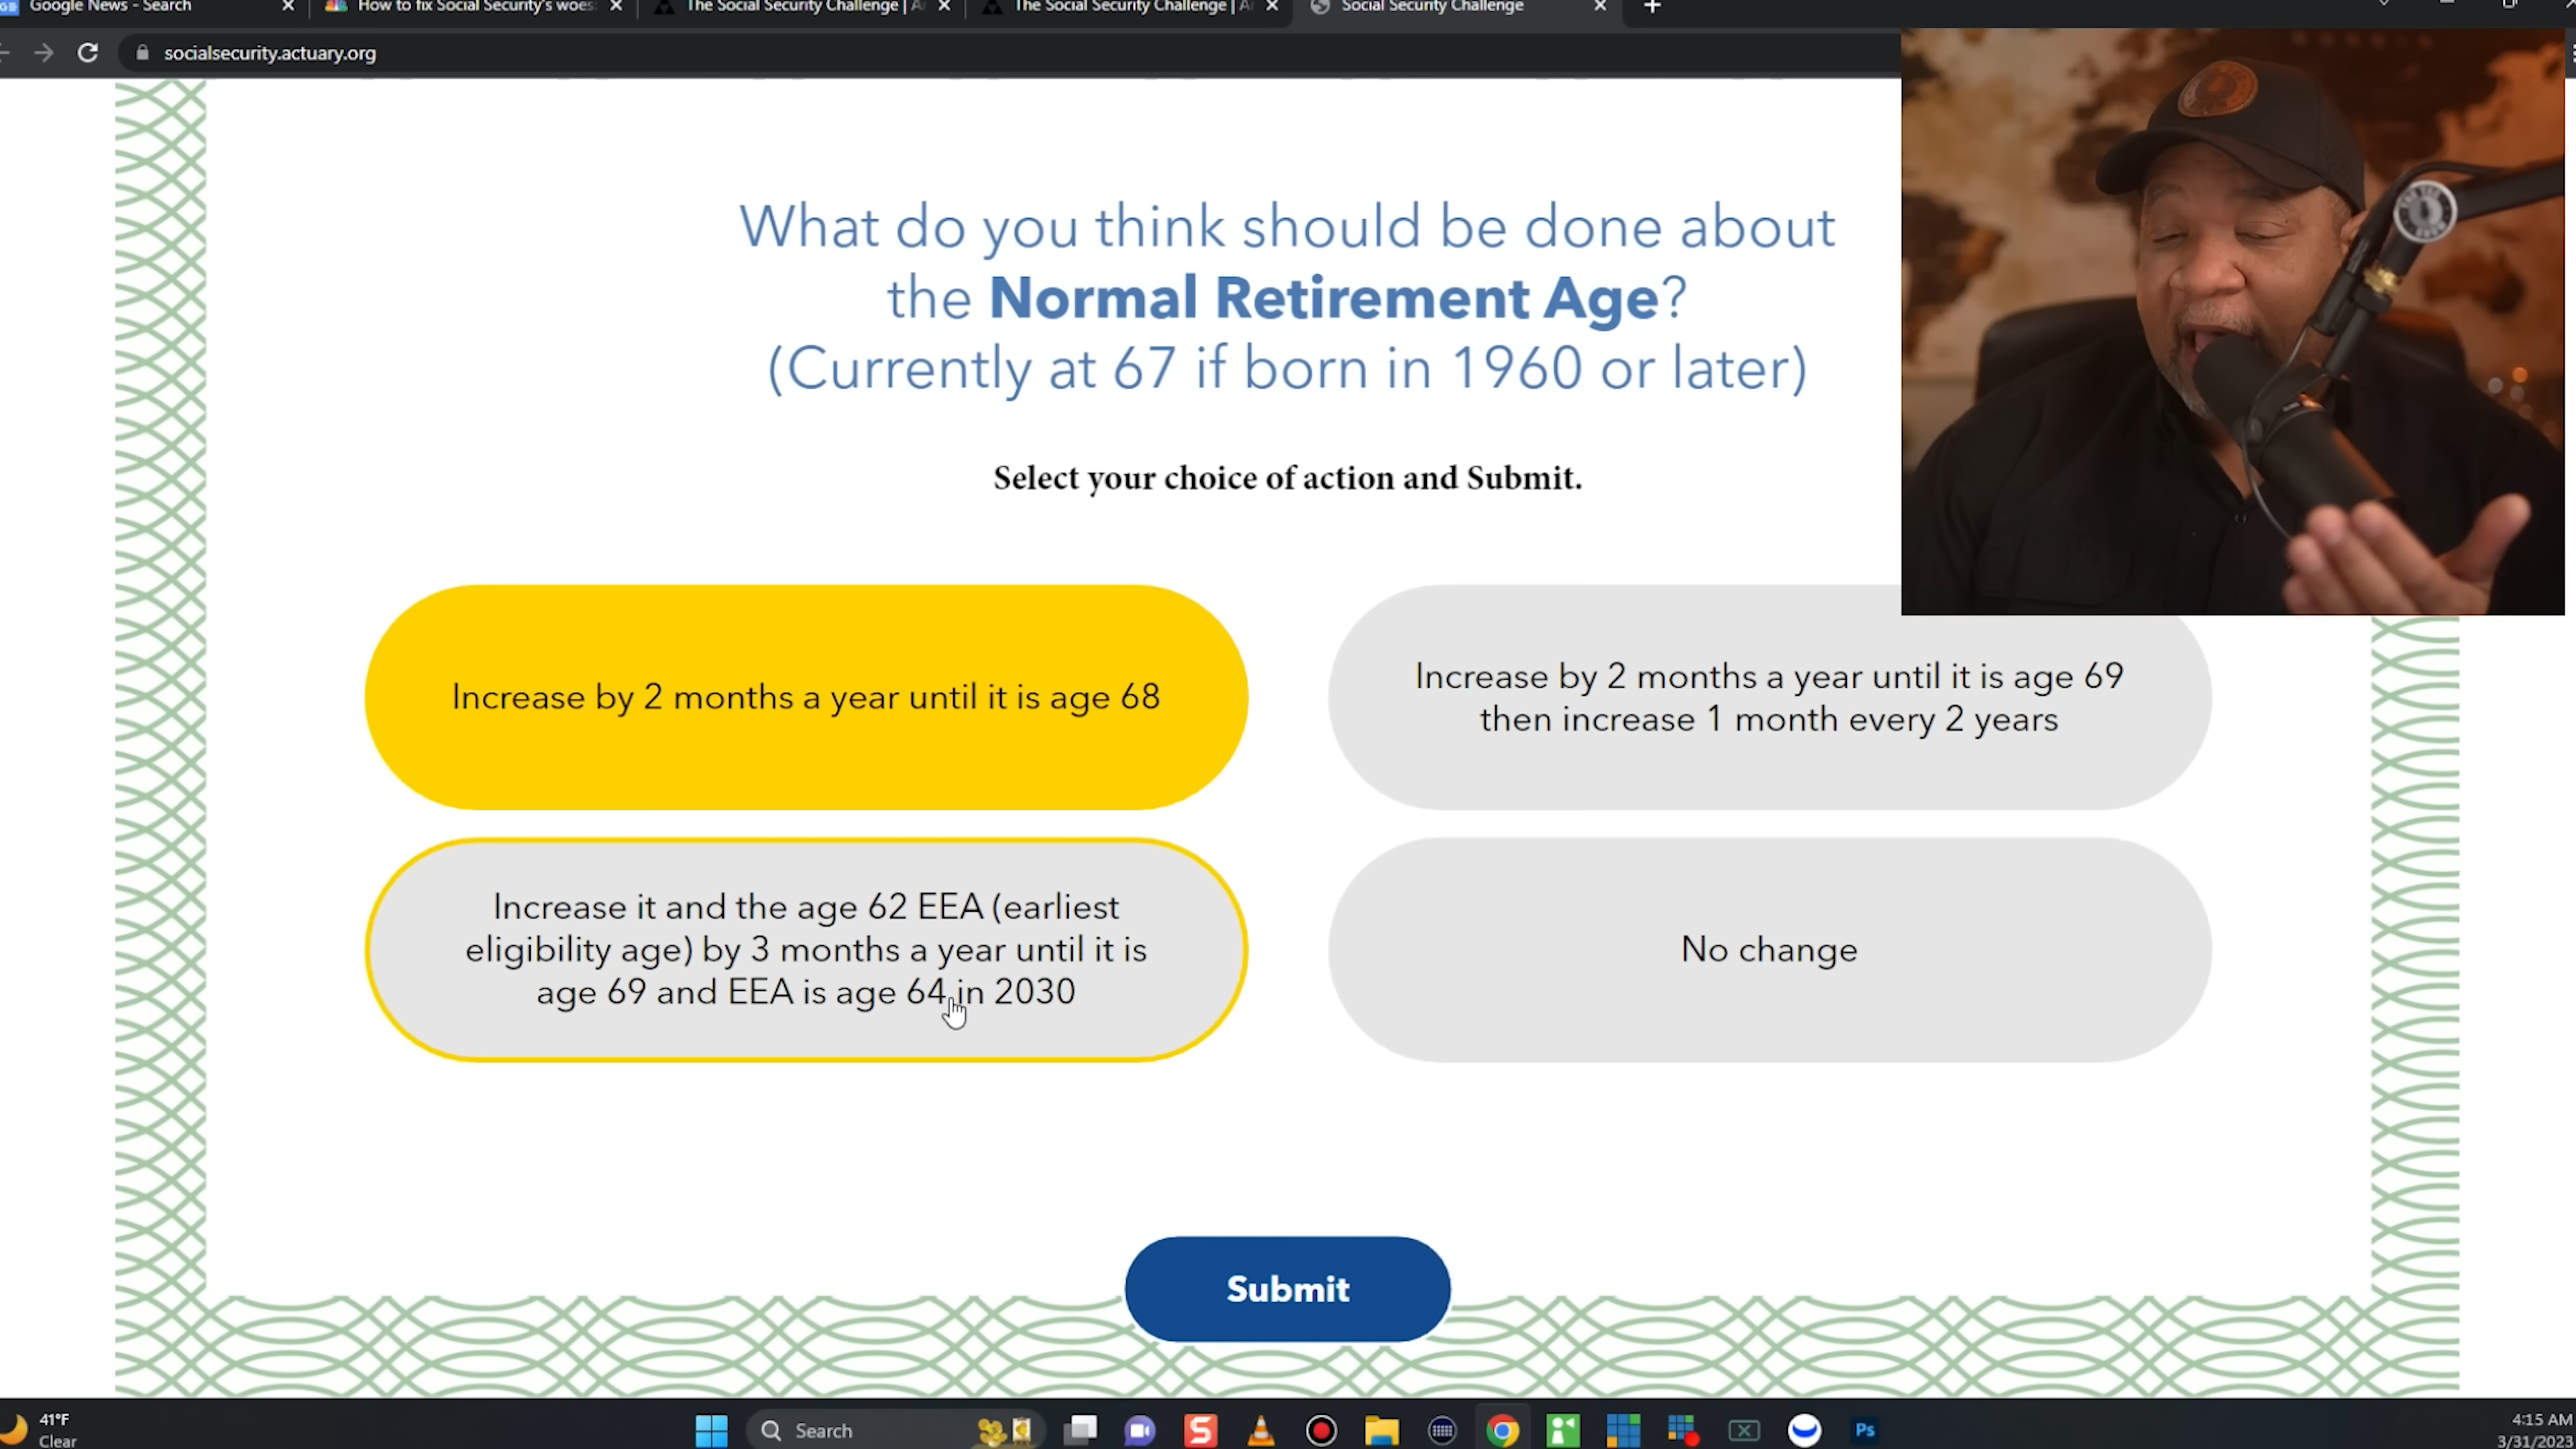 Google News - Search
How to fix Social Security's woes
The Social Security Challenge | A
The Social Security Challenge | A
Social Security Challenge
socialsecurity.actuary.org
What do you think should be done about
the Normal Retirement Age?
(Currently at 67 if born in 1960 or later)
Select your choice of action and Submit.
Increase by 2 months a year until it is age 68
Increase by 2 months a year until it is age 69
then increase 1 month every 2 years
Increase it and the age 62 EEA (earliest
eligibility age) by 3 months a year until it is
age 69 and EEA is age 64 in 2030
No change
Submit
41°F
Clear
Search
Ps
4:15 AM
3/31/2023